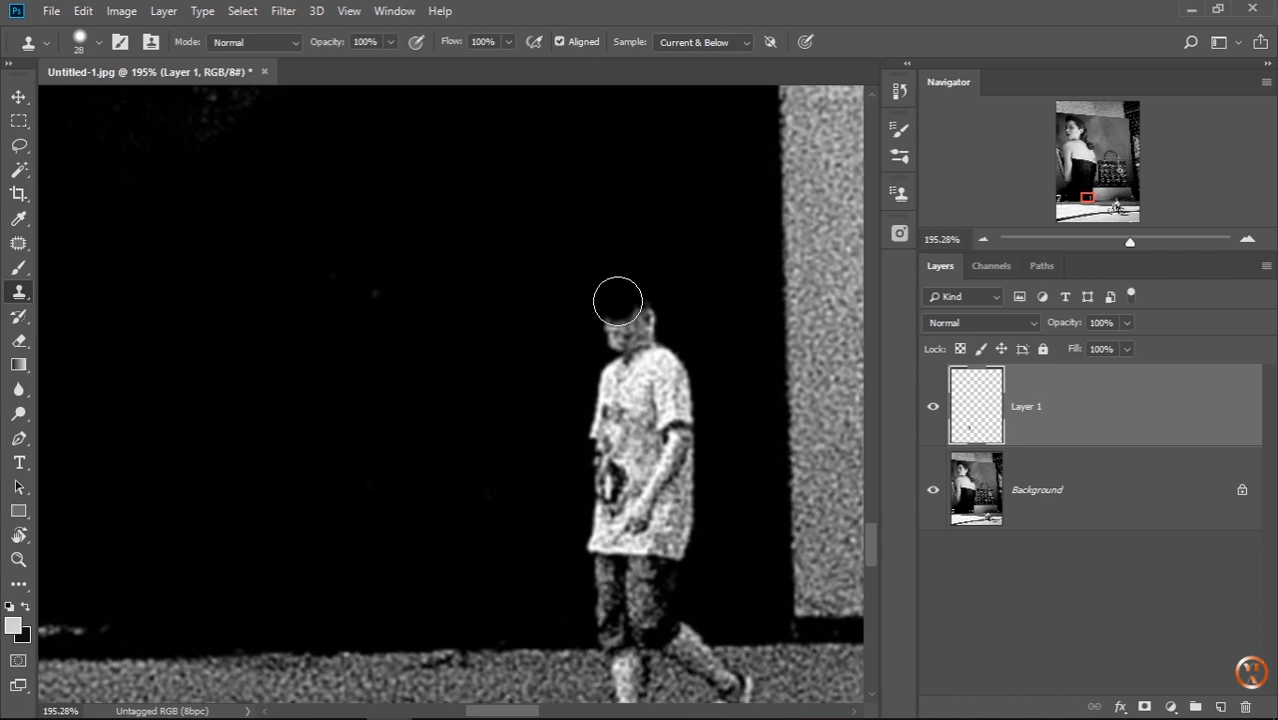 Ps File Edit Image Layer Type Select Filter 3D View Window Help
28 Mode: Normal Opacity: 100% Flow: 100% Aligned Sample: Current & Below
Untitled-1.jpg @ 195% (Layer 1, RGB/8#) * ×
Navigator
195.28%
Layers Channels Paths
Kind
Normal Opacity: 100%
Lock: Fill: 100%
Layer 1
Background
195.28% Untagged RGB (8bpc)